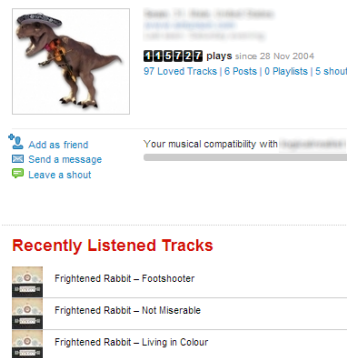 115727 plays since 28 Nov 2004
97 Loved Tracks | 6 Posts | 0 Playlists | 5 shout
Add as friend
Send a message
Leave a shout
Your musical compatibility with
Recently Listened Tracks
Frightened Rabbit – Footshooter
Frightened Rabbit – Not Miserable
Frightened Rabbit – Living in Colour